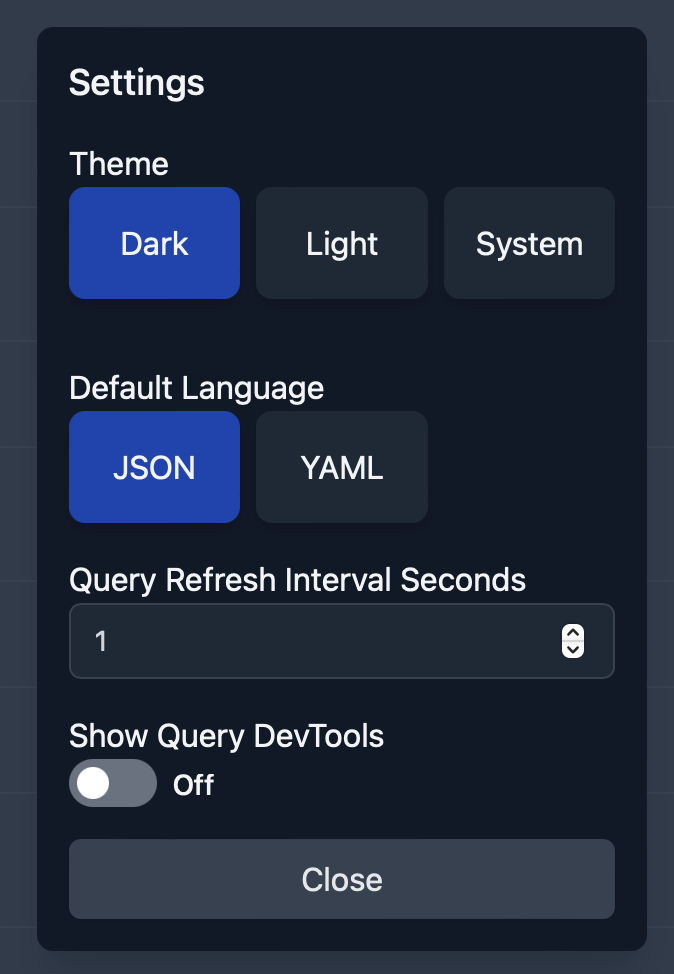 Settings
Theme
Dark Light System
Default Language
JSON YAML
Query Refresh Interval Seconds
1
Show Query DevTools
Off
Close